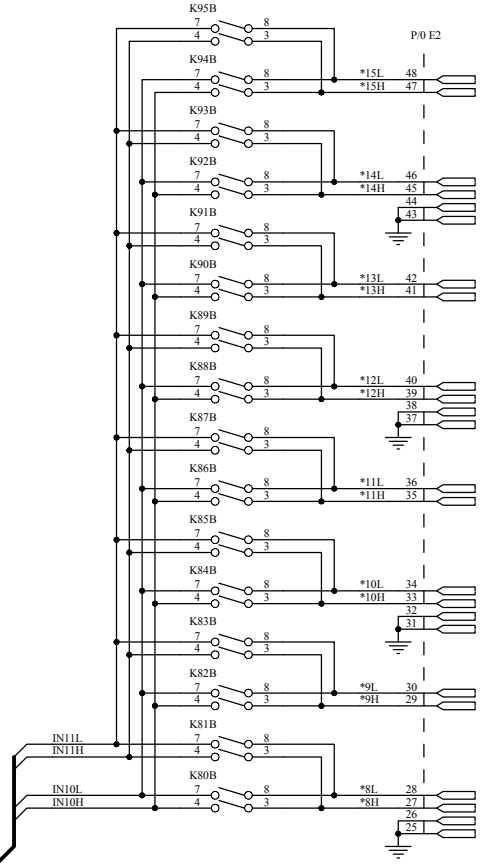 K95B
7 8
4 3
P/0 E2
K94B
7 8 *15L 48
4 3 *15H 47
K93B
7 8
4 3
K92B
7 8 *14L 46
4 3 *14H 45
44
43
K91B
7 8
4 3
K90B
7 8 *13L 42
4 3 *13H 41
K89B
7 8
4 3
K88B
7 8 *12L 40
4 3 *12H 39
38
37
K87B
7 8
4 3
K86B
7 8 *11L 36
4 3 *11H 35
K85B
7 8
4 3
K84B
7 8 *10L 34
4 3 *10H 33
32
31
K83B
7 8
4 3
K82B
7 8 *9L 30
4 3 *9H 29
K81B
IN11L 7 8
IN11H 4 3
K80B
IN10L 7 8 *8L 28
IN10H 4 3 *8H 27
26
25